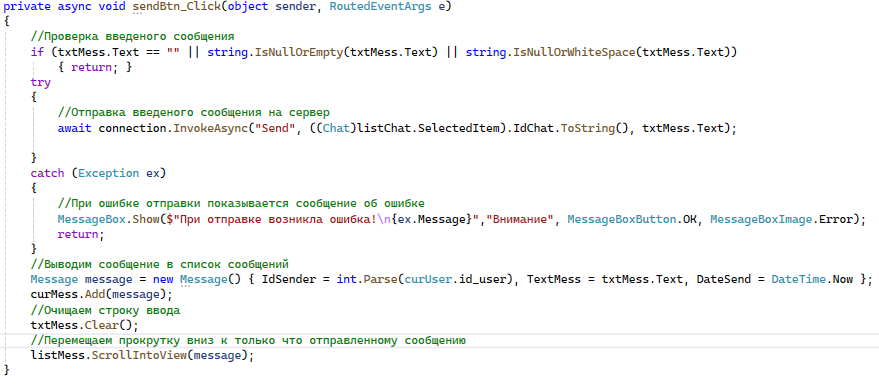 private async void sendBtn_Click(object sender, RoutedEventArgs e)
{
//Проверка введеного сообщения
if (txtMess.Text == "" || string.IsNullOrEmpty(txtMess.Text) || string.IsNullOrWhiteSpace(txtMess.Text))
{ return; }
try
{
//Отправка введеного сообщения на сервер
await connection.InvokeAsync("Send", ((Chat)listChat.SelectedItem).IdChat.ToString(), txtMess.Text);
}
catch (Exception ex)
{
//При ошибке отправки показывается сообщение об ошибке
MessageBox.Show($"При отправке возникла ошибка!\n{ex.Message}","Внимание", MessageBoxButton.OK, MessageBoxImage.Error);
return;
}
//Выводим сообщение в список сообщений
Message message = new Message() { IdSender = int.Parse(curUser.id_user), TextMess = txtMess.Text, DateSend = DateTime.Now };
curMess.Add(message);
//Очищаем строку ввода
txtMess.Clear();
//Перемещаем прокрутку вниз к только что отправленному сообщению
listMess.ScrollIntoView(message);
}